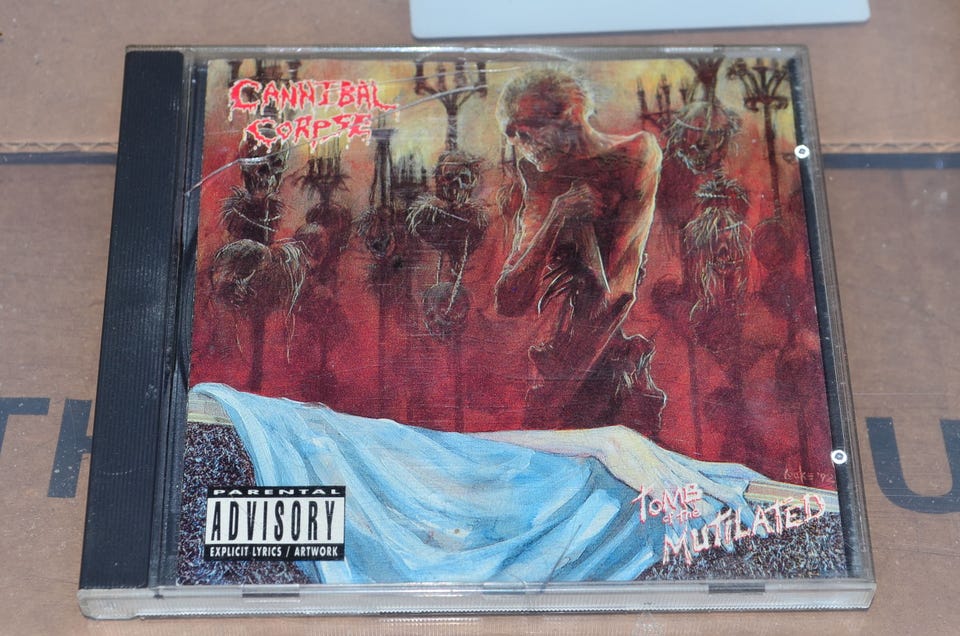 CANNIBAL
CORPSE
TOMB
of the
MUTILATED
PARENTAL
ADVISORY
EXPLICIT LYRICS / ARTWORK